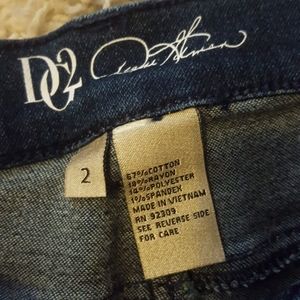 DG2
Diane Gilman
2
67%COTTON
18%RAYON
14%POLYESTER
1%SPANDEX
MADE IN VIETNAM
RN 92309
SEE REVERSE SIDE
FOR CARE